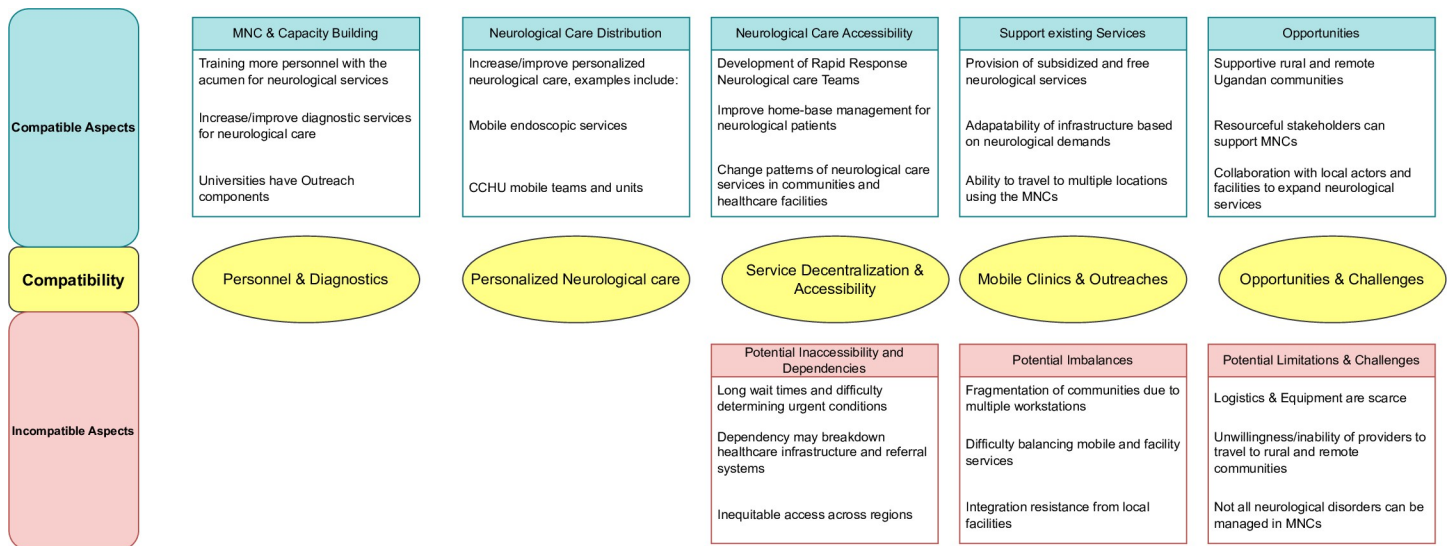 Compatible Aspects
MNC & Capacity Building
Training more personnel with the
acumen for neurological services
Increase/improve diagnostic services
for neurological care
Universities have Outreach
components
Neurological Care Distribution
Increase/improve personalized
neurological care, examples include:
Mobile endoscopic services
CCHU mobile teams and units
Neurological Care Accessibility
Development of Rapid Response
Neurological care Teams
Improve home-base management for
neurological patients
Change patterns of neurological care
services in communities and
healthcare facilities
Support existing Services
Provision of subsidized and free
neurological services
Adapatability of infrastructure based
on neurological demands
Ability to travel to multiple locations
using the MNCs
Opportunities
Supportive rural and remote
Ugandan communities
Resourceful stakeholders can
support MNCs
Collaboration with local actors and
facilities to expand neurological
services
Compatibility
Personnel & Diagnostics
Personalized Neurological care
Service Decentralization &
Accessibility
Mobile Clinics & Outreaches
Opportunities & Challenges
Incompatible Aspects
Potential Inaccessibility and
Dependencies
Long wait times and difficulty
determining urgent conditions
Dependency may breakdown
healthcare infrastructure and referral
systems
Inequitable access across regions
Potential Imbalances
Fragmentation of communities due to
multiple workstations
Difficulty balancing mobile and facility
services
Integration resistance from local
facilities
Potential Limitations & Challenges
Logistics & Equipment are scarce
Unwillingness/inability of providers to
travel to rural and remote
communities
Not all neurological disorders can be
managed in MNCs